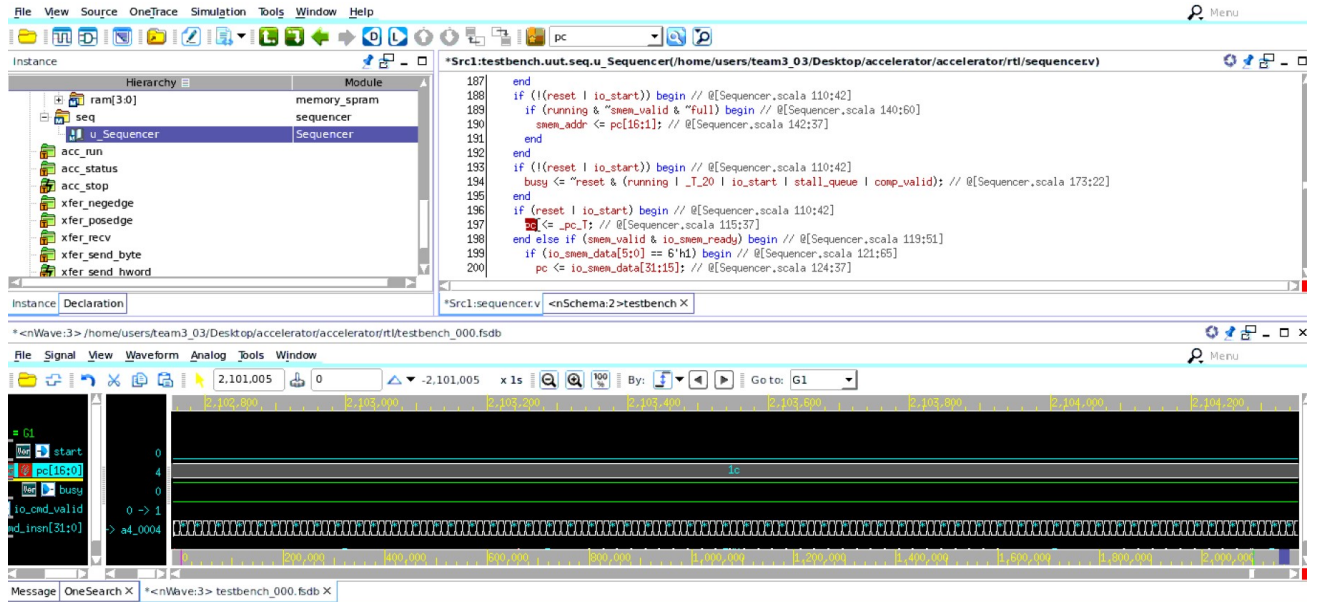 File View Source OneTrace Simulation Tools Window Help Menu
pc
Instance
*Src1:testbench.uut.seq.u_Sequencer(/home/users/team3_03/Desktop/accelerator/accelerator/rtl/sequencer.v)
Hierarchy Module
ram[3:0] memory_spram
seq sequencer
u_Sequencer Sequencer
acc_run
acc_status
acc_stop
xfer_negedge
xfer_posedge
xfer_recv
xfer_send_byte
xfer send hword
187 end
188 if (!(reset | io_start)) begin // @[Sequencer.scala 110:42]
189 if (running & ~smem_valid & ~full) begin // @[Sequencer.scala 140:60]
190 smem_addr <= pc[16:1]; // @[Sequencer.scala 142:37]
191 end
192 end
193 if (!(reset | io_start)) begin // @[Sequencer.scala 110:42]
194 busy <= ~reset & (running | _T_20 | io_start | stall_queue | comp_valid); // @[Sequencer.scala 173:22]
195 end
196 if (reset | io_start) begin // @[Sequencer.scala 110:42]
197 pc <= _pc_T; // @[Sequencer.scala 115:37]
198 end else if (smem_valid & io_smem_ready) begin // @[Sequencer.scala 119:51]
199 if (io_smem_data[5:0] == 6'h1) begin // @[Sequencer.scala 121:65]
200 pc <= io_smem_data[31:15]; // @[Sequencer.scala 124:37]
Instance Declaration
*Src1:sequencer.v <nSchema:2>testbench X
*<nWave:3> /home/users/team3_03/Desktop/accelerator/accelerator/rtl/testbench_000.fsdb
File Signal View Waveform Analog Tools Window Menu
2,101,005 0 -2,101,005 x 1s 100 By: Go to: G1
2,102,800 2,103,000 2,103,200 2,103,400 2,103,600 2,103,800 2,104,000 2,104,200
= G1
start 0
pc[16:0] 4 1c
busy 0
io_cmd_valid 0 -> 1
md_insn[31:0] -> a4_0004
0 200,000 400,000 600,000 800,000 1,000,000 1,200,000 1,400,000 1,600,000 1,800,000 2,000,000
Message OneSearch X *<nWave:3> testbench_000.fsdb X